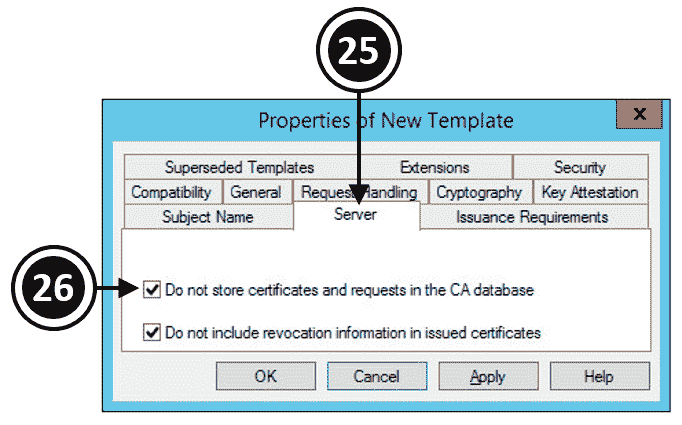 25
Properties of New Template
x
Superseded Templates Extensions Security
Compatibility General Request Handling Cryptography Key Attestation
Subject Name Server Issuance Requirements
26
Do not store certificates and requests in the CA database
Do not include revocation information in issued certificates
OK Cancel Apply Help